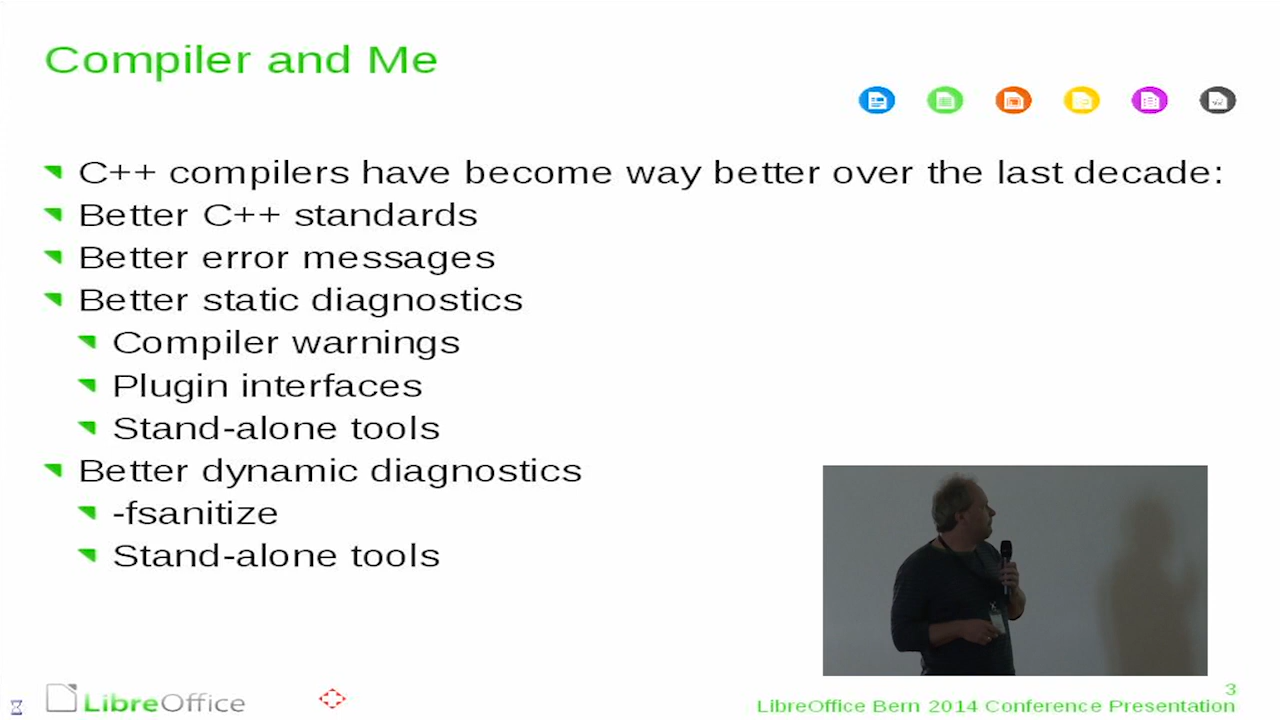 Compiler and Me
C++ compilers have become way better over the last decade:
Better C++ standards
Better error messages
Better static diagnostics
Compiler warnings
Plugin interfaces
Stand-alone tools
Better dynamic diagnostics
-fsanitize
Stand-alone tools
LibreOffice
3
LibreOffice Bern 2014 Conference Presentation